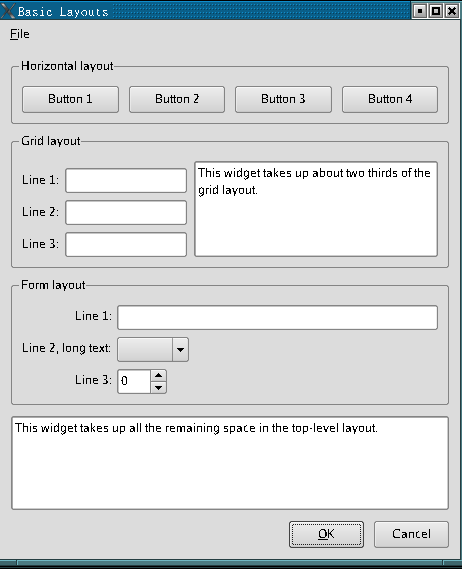 Basic Layouts
File
Horizontal layout
Button 1 Button 2 Button 3 Button 4
Grid layout
Line 1:
Line 2:
Line 3:
This widget takes up about two thirds of the
grid layout.
Form layout
Line 1:
Line 2, long text:
Line 3: 0
This widget takes up all the remaining space in the top-level layout.
OK Cancel